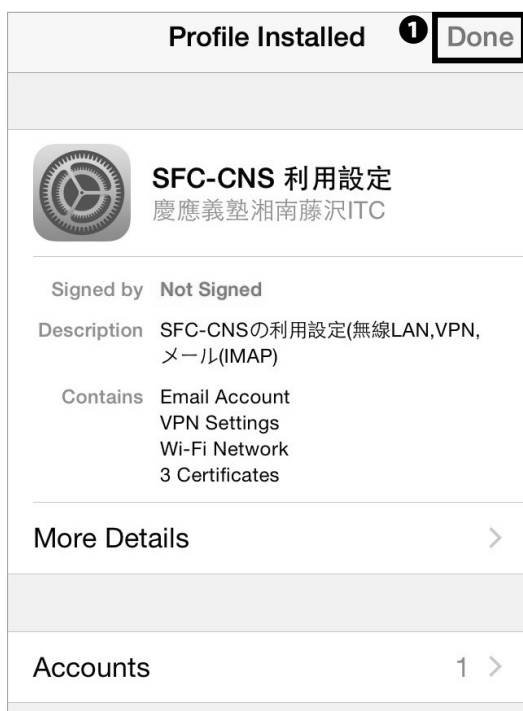 Profile Installed ❶ Done
SFC-CNS 利用設定
慶應義塾湘南藤沢ITC
Signed by Not Signed
Description SFC-CNSの利用設定(無線LAN,VPN,
メール(IMAP)
Contains Email Account
VPN Settings
Wi-Fi Network
3 Certificates
More Details
Accounts 1